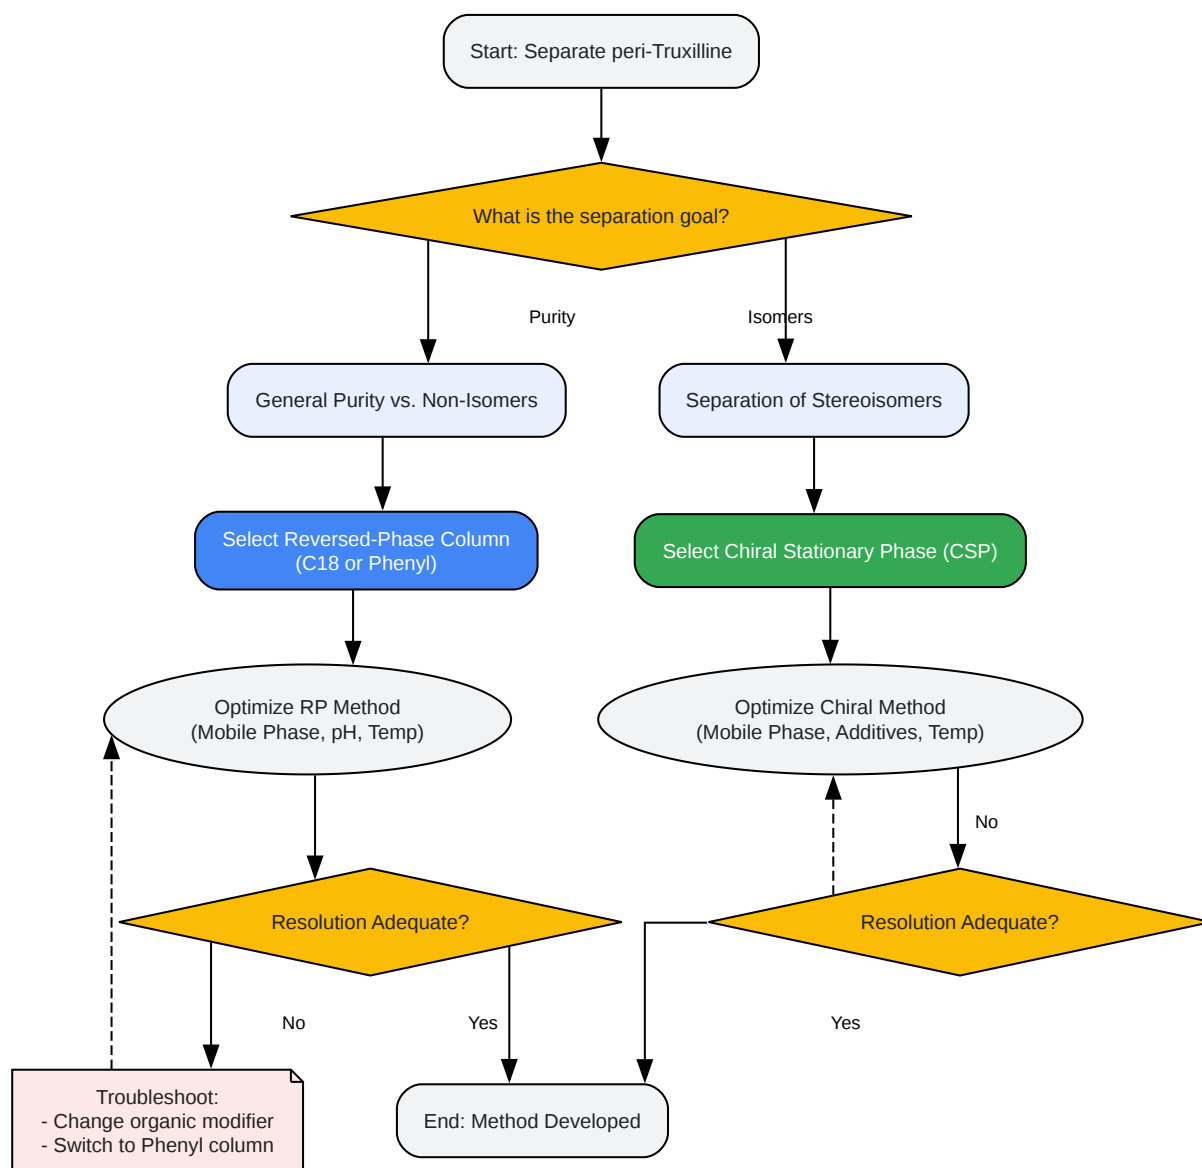 Start: Separate peri-Truxilline
What is the separation goal?
Purity
Isomers
General Purity vs. Non-Isomers
Separation of Stereoisomers
Select Reversed-Phase Column
(C18 or Phenyl)
Select Chiral Stationary Phase (CSP)
Optimize RP Method
(Mobile Phase, pH, Temp)
Optimize Chiral Method
(Mobile Phase, Additives, Temp)
No
Resolution Adequate?
Resolution Adequate?
No
Yes
Yes
Troubleshoot:
- Change organic modifier
- Switch to Phenyl column
End: Method Developed